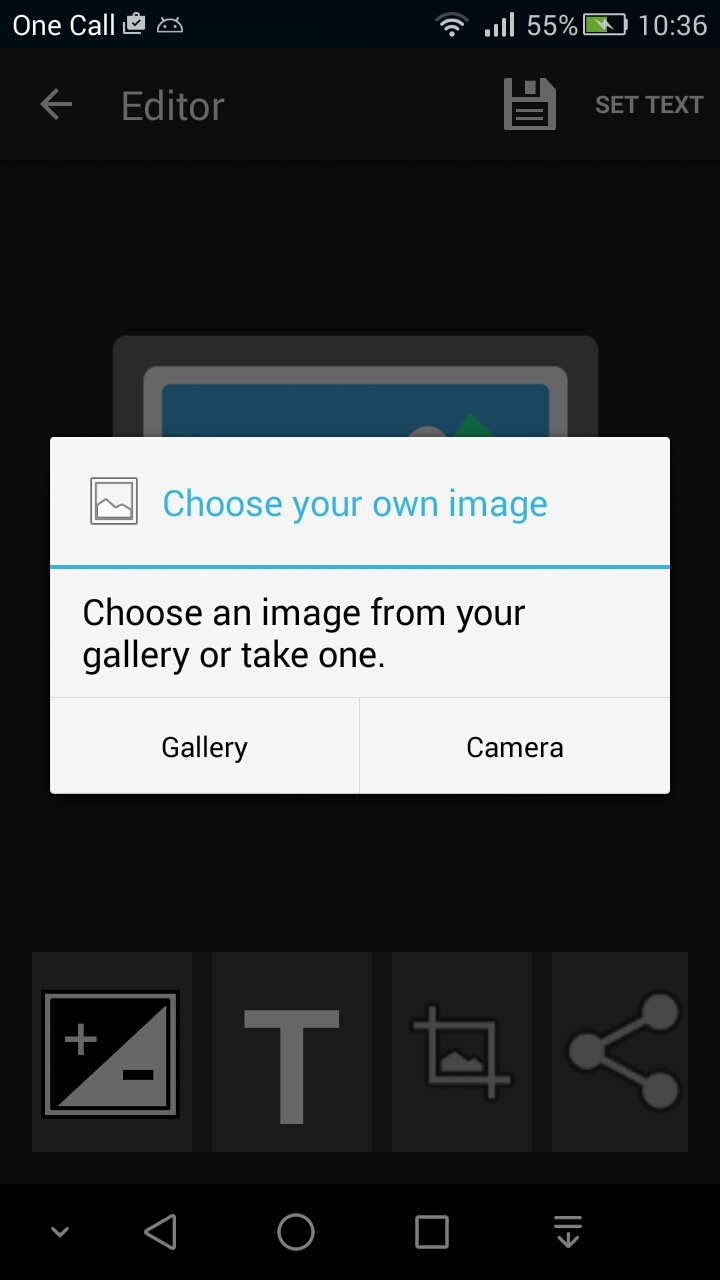 One Call 55% 10:36
Editor SET TEXT
Choose your own image
Choose an image from your
gallery or take one.
Gallery Camera
T